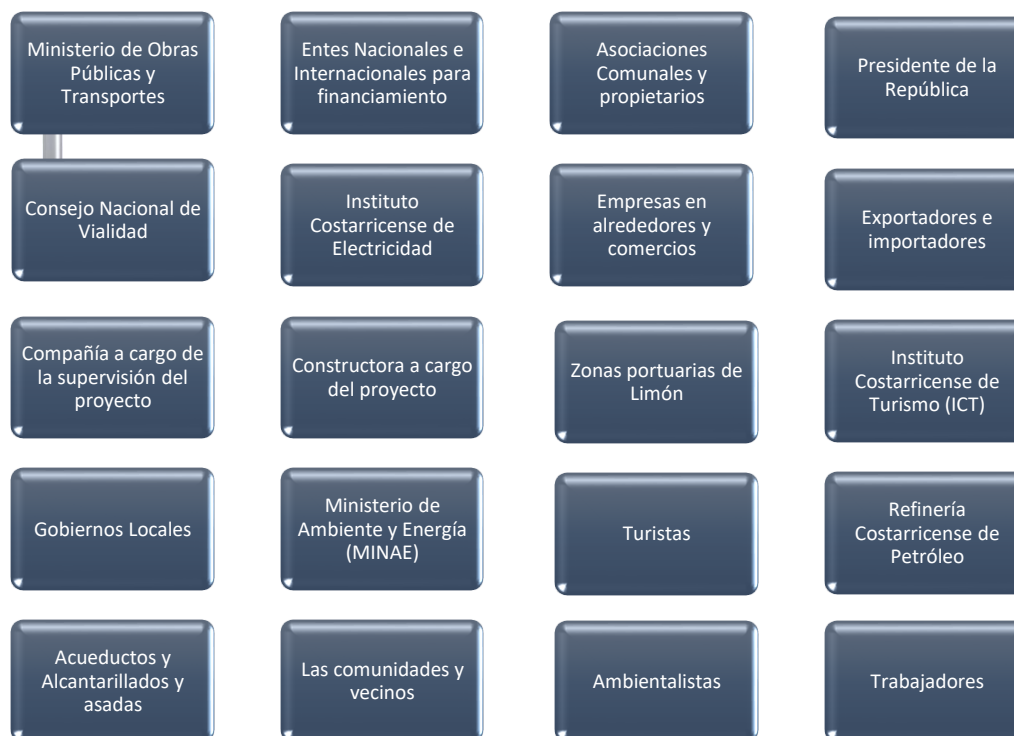 Ministerio de Obras
Públicas y
Transportes
Entes Nacionales e
Internacionales para
financiamiento
Asociaciones
Comunales y
propietarios
Presidente de la
República
Consejo Nacional de
Vialidad
Instituto
Costarricense de
Electricidad
Empresas en
alrededores y
comercios
Exportadores e
importadores
Compañía a cargo de
la supervisión del
proyecto
Constructora a cargo
del proyecto
Zonas portuarias de
Limón
Instituto
Costarricense de
Turismo (ICT)
Gobiernos Locales
Ministerio de
Ambiente y Energía
(MINAE)
Turistas
Refinería
Costarricense de
Petróleo
Acueductos y
Alcantarillados y
asadas
Las comunidades y
vecinos
Ambientalistas
Trabajadores